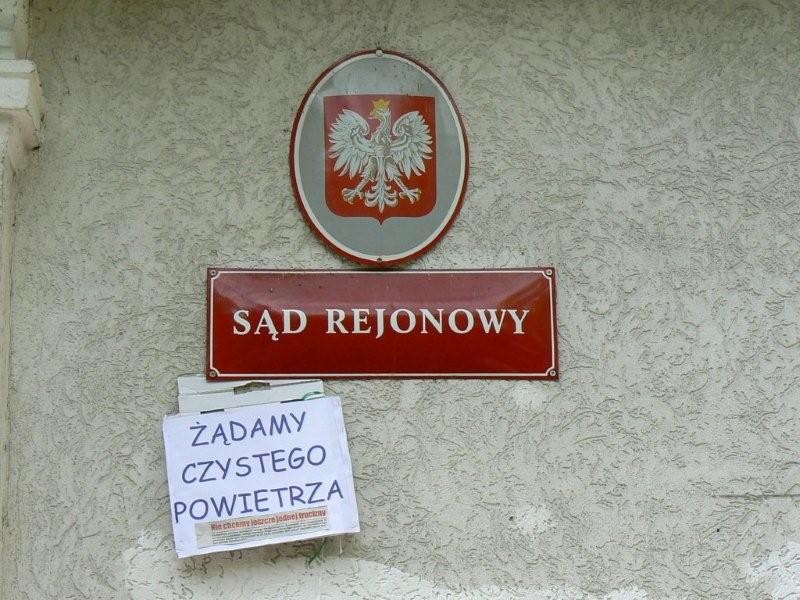 SĄD REJONOWY
ŻĄDAMY
CZYSTEGO
POWIETRZA
Nie chcemy jeszcze jednej trucizny